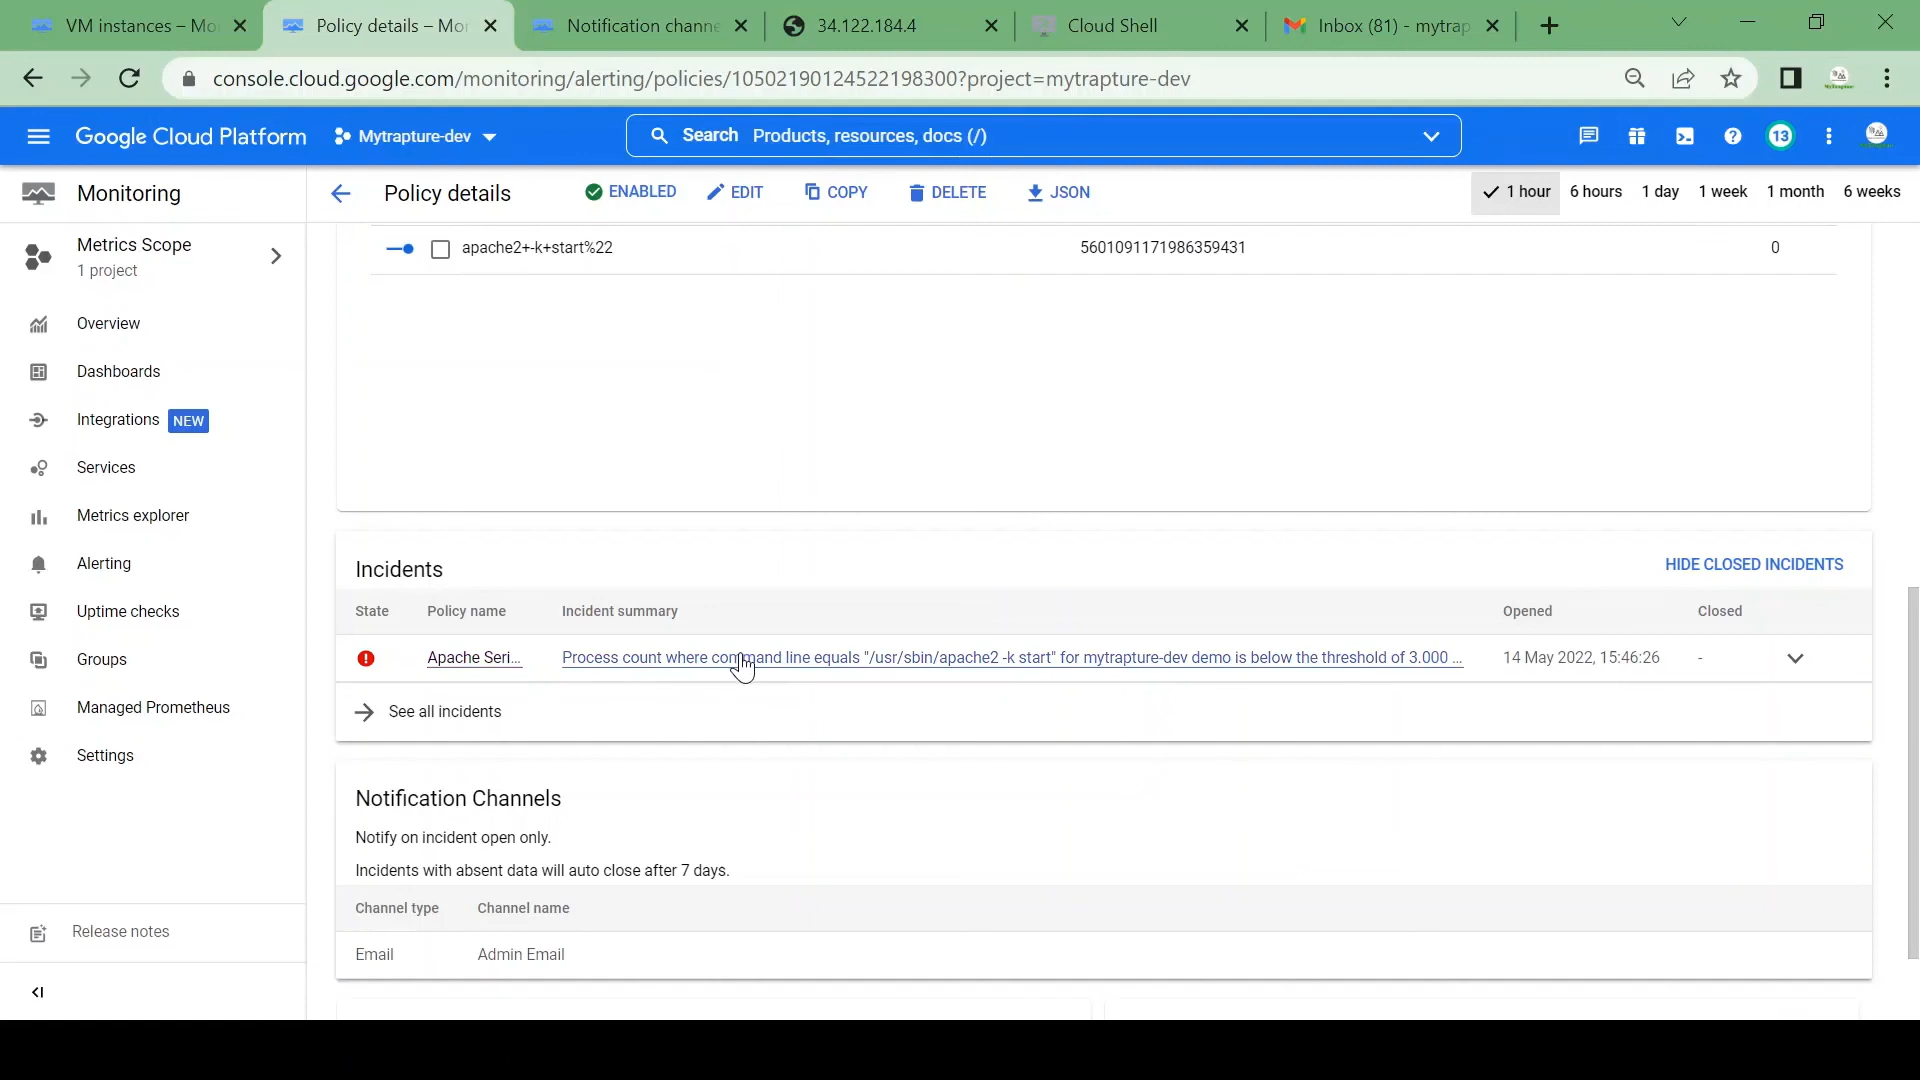 VM instances – Mo
Policy details – Mor
Notification channe
34.122.184.4
Cloud Shell
Inbox (81) - mytrap
console.cloud.google.com/monitoring/alerting/policies/10502190124522198300?project=mytrapture-dev
Google Cloud Platform
Mytrapture-dev
Search Products, resources, docs (/)
13
Monitoring
Policy details
ENABLED
EDIT
COPY
DELETE
JSON
1 hour
6 hours
1 day
1 week
1 month
6 weeks
Metrics Scope
1 project
apache2+-k+start%22
5601091171986359431
0
Overview
Dashboards
Integrations NEW
Services
Metrics explorer
Alerting
Uptime checks
Groups
Managed Prometheus
Settings
Release notes
Incidents
HIDE CLOSED INCIDENTS
State Policy name Incident summary Opened Closed
Apache Seri... Process count where command line equals "/usr/sbin/apache2 -k start" for mytrapture-dev demo is below the threshold of 3.000 ... 14 May 2022, 15:46:26 -
See all incidents
Notification Channels
Notify on incident open only.
Incidents with absent data will auto close after 7 days.
Channel type Channel name
Email Admin Email